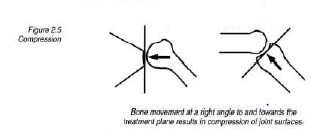 Figure 2.5
Compression
Bone movement at a right angle to and towards the
treatment plane results in compression of joint surfaces.